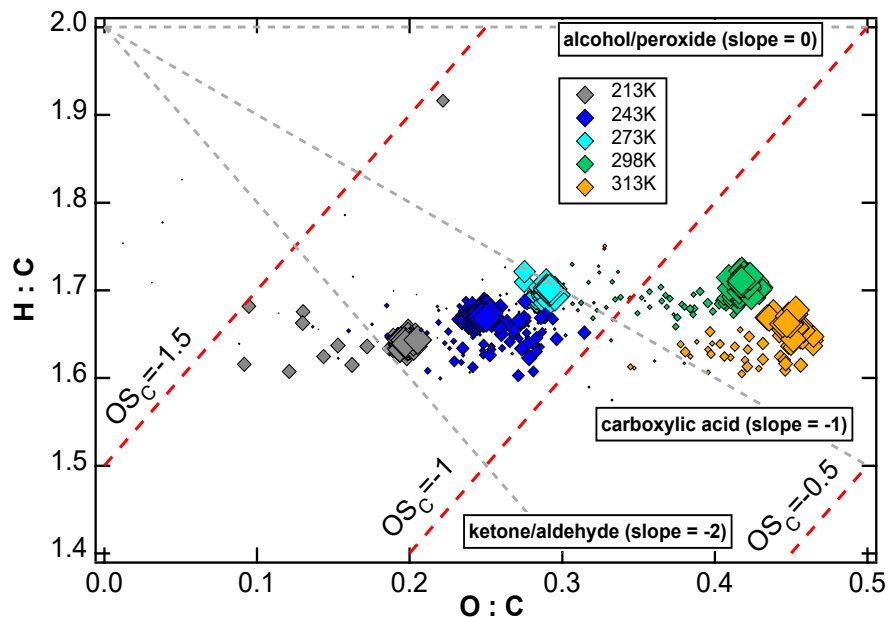 2.0
1.9
1.8
1.7
1.6
1.5
1.4
H : C
0.0
0.1
0.2
0.3
0.4
0.5
O : C
alcohol/peroxide (slope = 0)
213K
243K
273K
298K
313K
carboxylic acid (slope = -1)
ketone/aldehyde (slope = -2)
OSC=-1.5
OSC=-1
OSC=-0.5